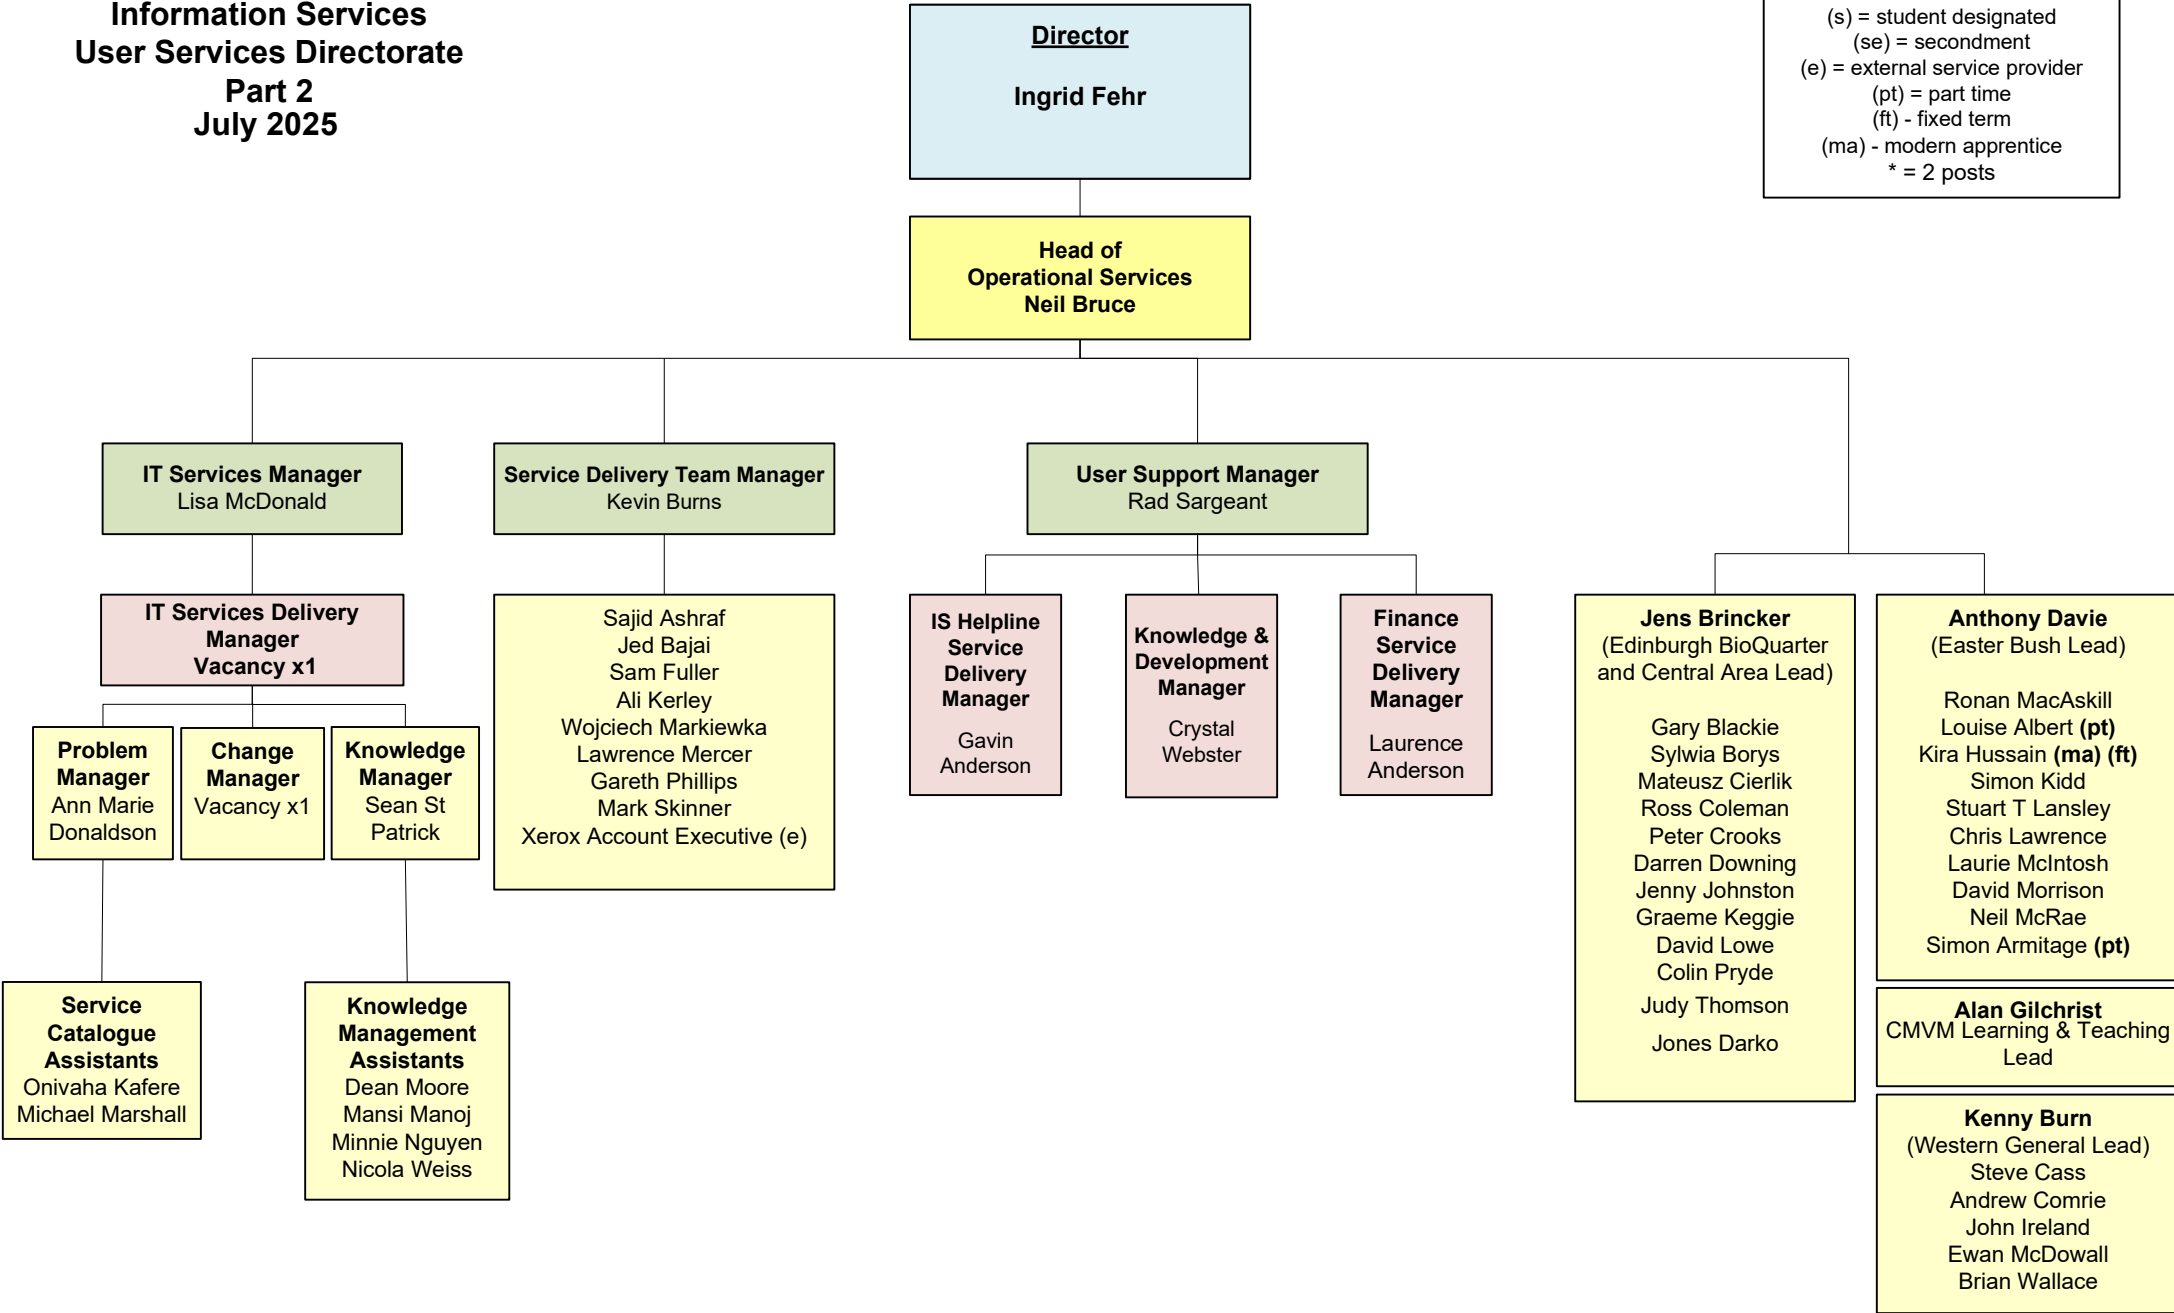 Information Services
User Services Directorate
Part 2
July 2025
Director
Ingrid Fehr
(s) = student designated
(se) = secondment
(e) = external service provider
(pt) = part time
(ft) - fixed term
(ma) - modern apprentice
* = 2 posts
Head of
Operational Services
Neil Bruce
IT Services Manager
Lisa McDonald
Service Delivery Team Manager
Kevin Burns
User Support Manager
Rad Sargeant
IT Services Delivery
Manager
Vacancy x1
Problem
Manager
Ann Marie
Donaldson
Change
Manager
Vacancy x1
Knowledge
Manager
Sean St
Patrick
Service
Catalogue
Assistants
Onivaha Kafere
Michael Marshall
Knowledge
Management
Assistants
Dean Moore
Mansi Manoj
Minnie Nguyen
Nicola Weiss
Sajid Ashraf
Jed Bajai
Sam Fuller
Ali Kerley
Wojciech Markiewka
Lawrence Mercer
Gareth Phillips
Mark Skinner
Xerox Account Executive (e)
IS Helpline
Service
Delivery
Manager
Gavin
Anderson
Knowledge &
Development
Manager
Crystal
Webster
Finance
Service
Delivery
Manager
Laurence
Anderson
Jens Brincker
(Edinburgh BioQuarter
and Central Area Lead)
Gary Blackie
Sylwia Borys
Mateusz Cierlik
Ross Coleman
Peter Crooks
Darren Downing
Jenny Johnston
Graeme Keggie
David Lowe
Colin Pryde
Judy Thomson
Jones Darko
Anthony Davie
(Easter Bush Lead)
Ronan MacAskill
Louise Albert (pt)
Kira Hussain (ma) (ft)
Simon Kidd
Stuart T Lansley
Chris Lawrence
Laurie McIntosh
David Morrison
Neil McRae
Simon Armitage (pt)
Alan Gilchrist
CMVM Learning & Teaching
Lead
Kenny Burn
(Western General Lead)
Steve Cass
Andrew Comrie
John Ireland
Ewan McDowall
Brian Wallace